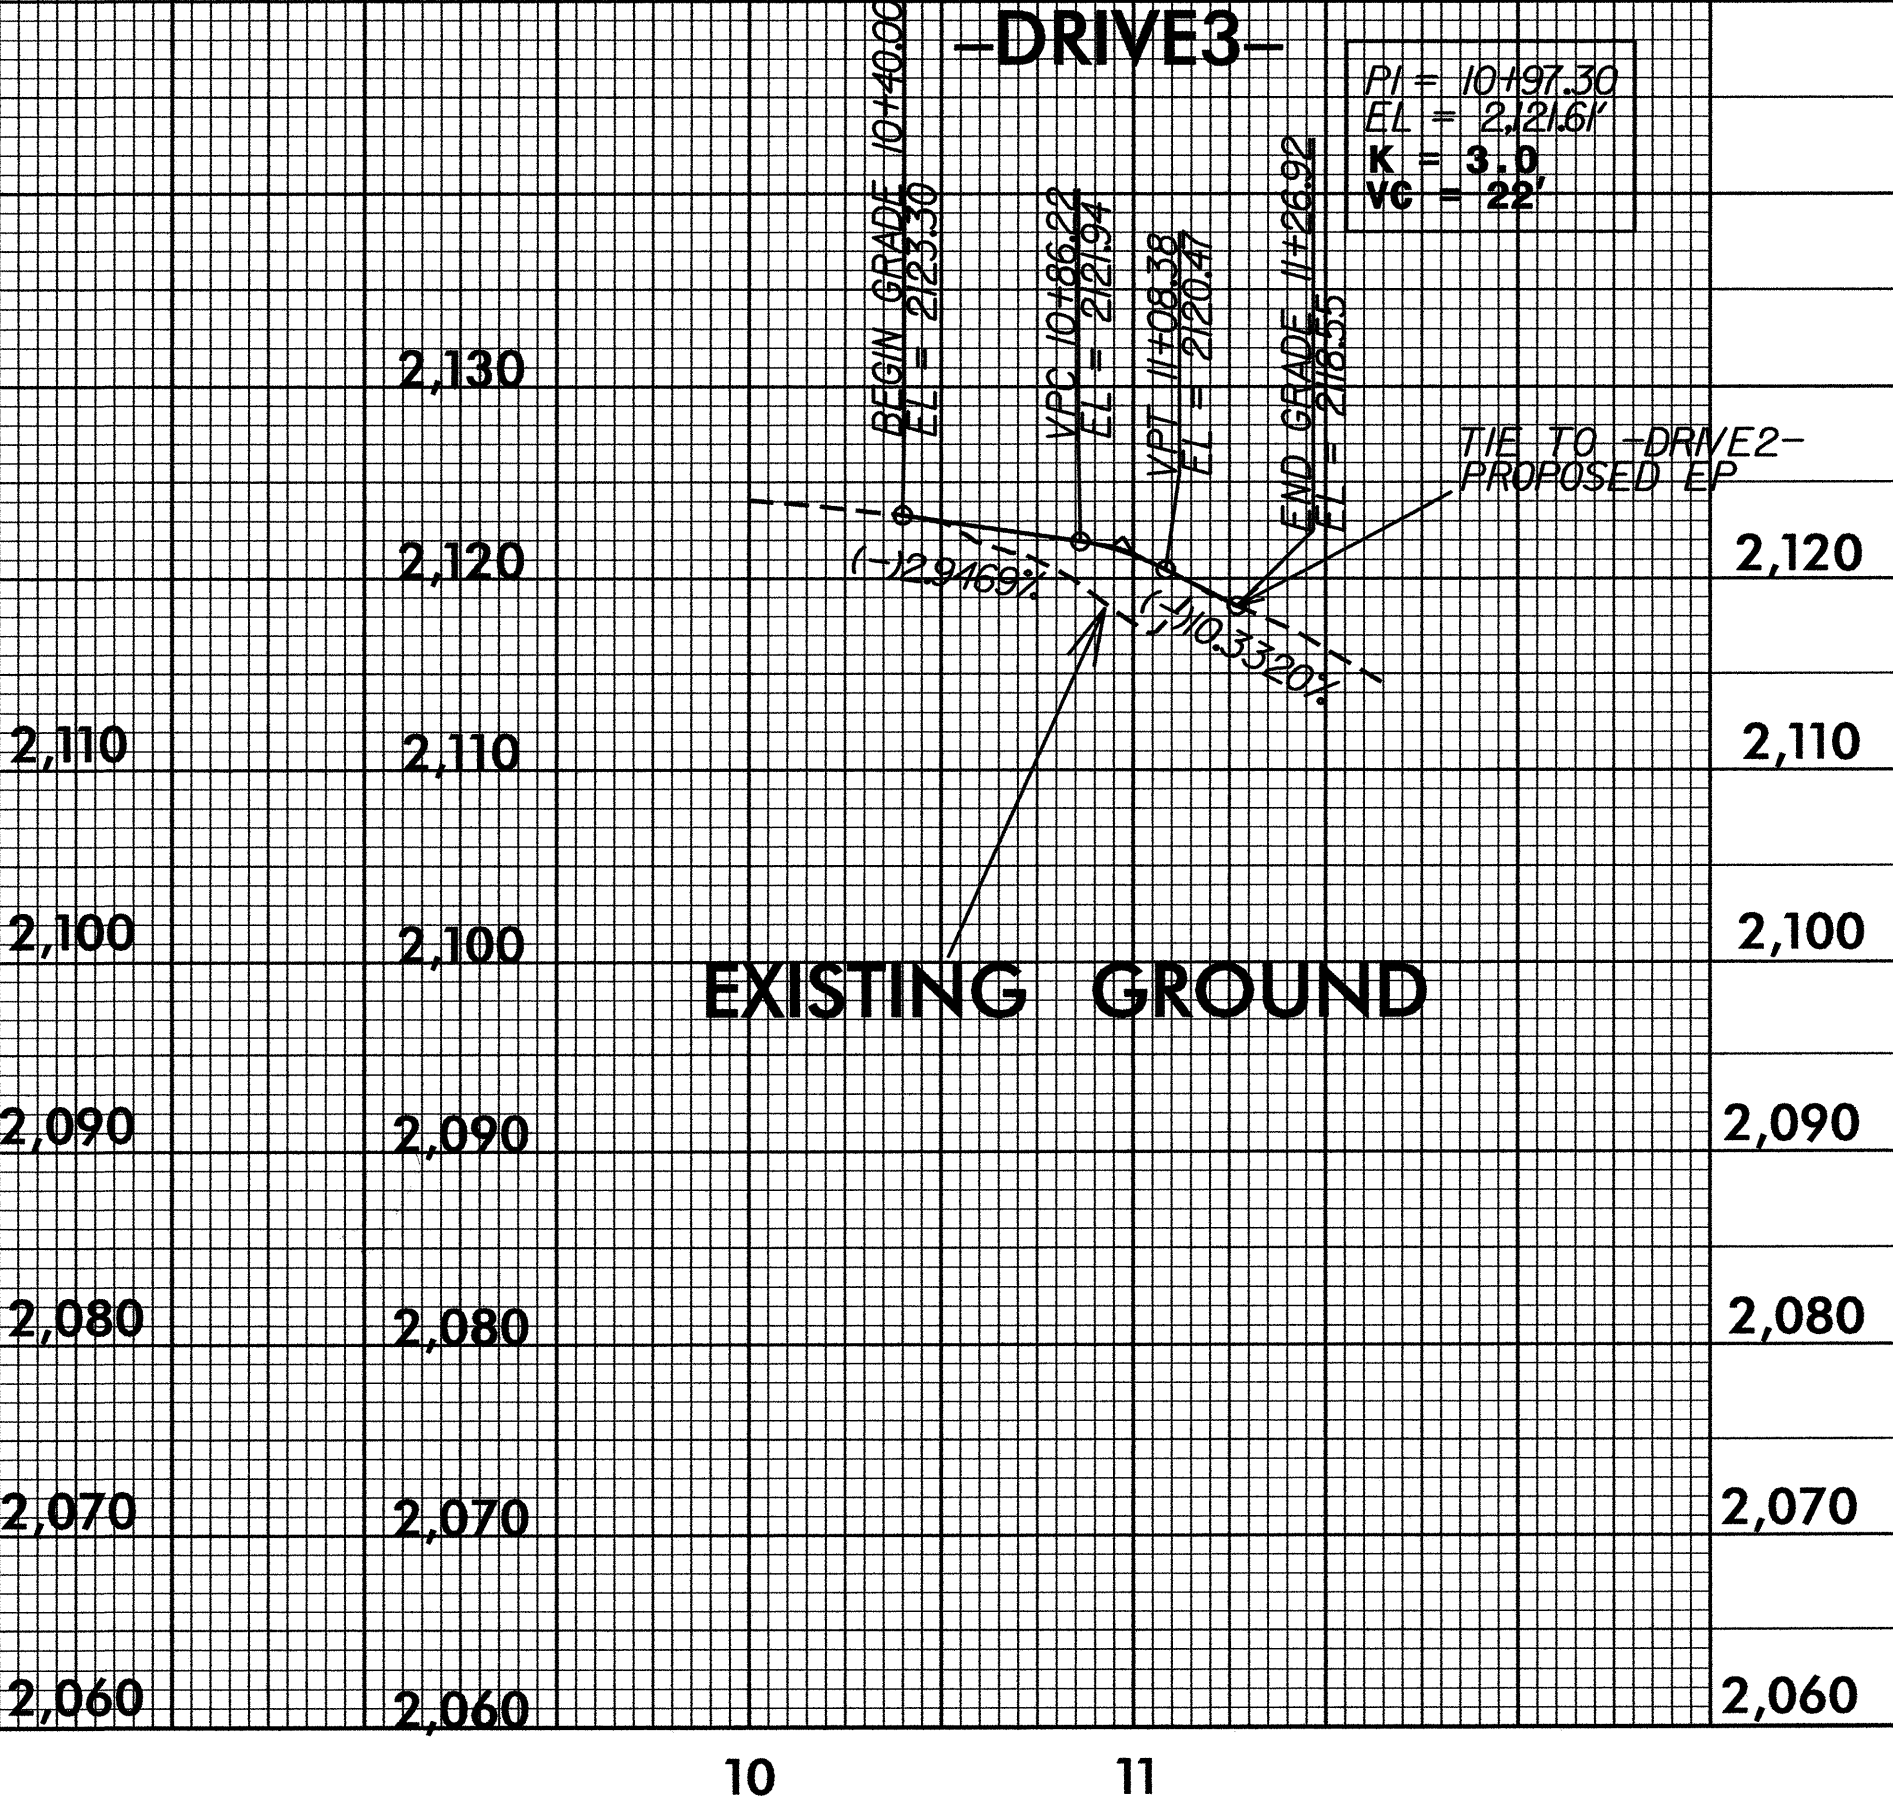 -DRIVE3-
PI = 10+97.30
EL = 2,121.61'
K = 3.0
VC = 22'
BEGIN GRADE 10+40.00
EL = 2123.30
VPC 10+86.22
EL = 2121.94
VPT 11+08.38
EL = 2120.47
END GRADE 11+26.92
EL = 2118.55
TIE TO -DRIVE2-
PROPOSED EP
(-)2.9469%
(-)10.3320%
2,130
2,120 2,120
2,110 2,110 2,110
2,100 2,100 2,100
EXISTING GROUND
2,090 2,090 2,090
2,080 2,080 2,080
2,070 2,070 2,070
2,060 2,060 2,060
10 11